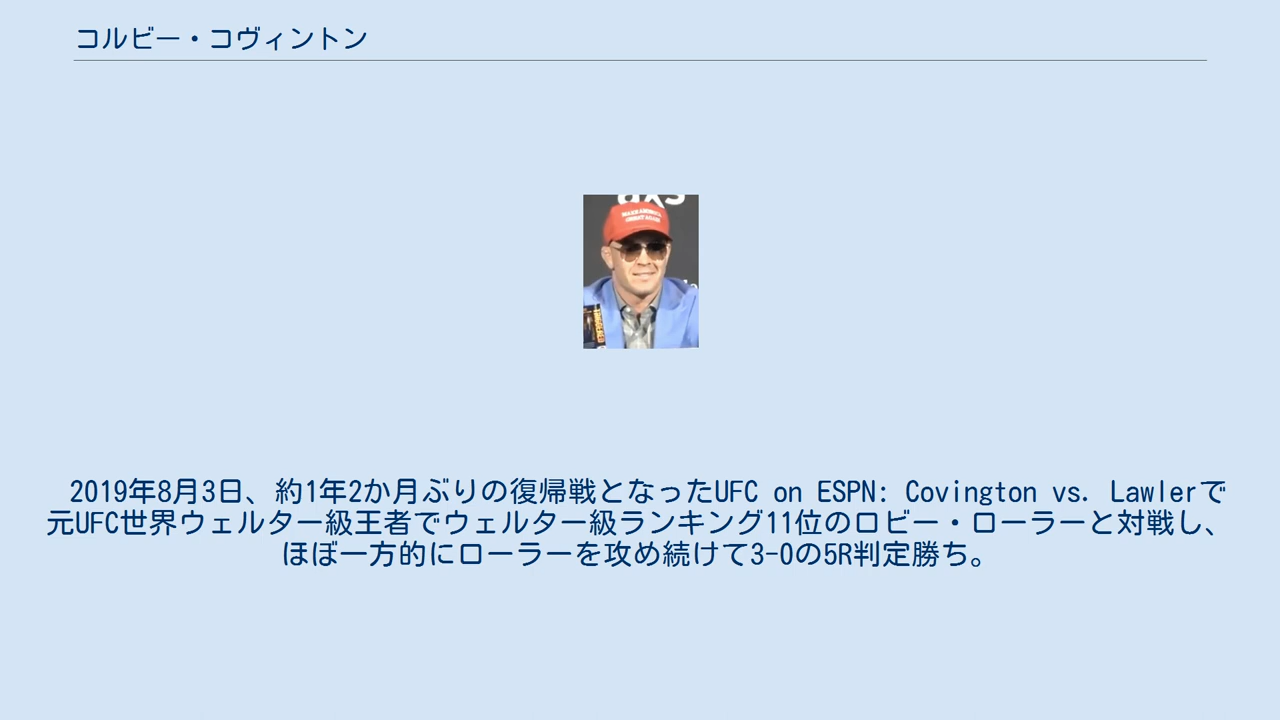 コルビー・コヴィントン
axs
MAKE AMERICA
GREAT AGAIN
2019年8月3日、約1年2か月ぶりの復帰戦となったUFC on ESPN: Covington vs. Lawlerで
元UFC世界ウェルター級王者でウェルター級ランキング11位のロビー・ローラーと対戦し、
ほぼ一方的にローラーを攻め続けて3-0の5R判定勝ち。